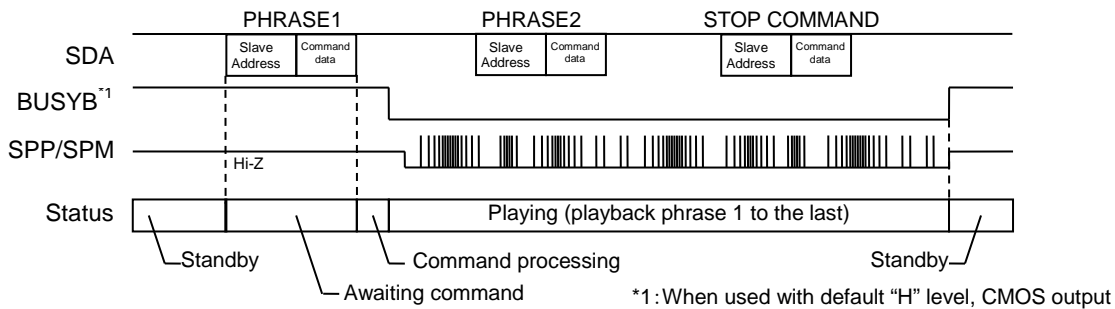 PHRASE1 PHRASE2 STOP COMMAND
SDA Slave Address Command data Slave Address Command data Slave Address Command data
BUSYB*1
SPP/SPM
Hi-Z
Status Playing (playback phrase 1 to the last)
Standby Command processing Standby
Awaiting command
*1:When used with default “H” level, CMOS output